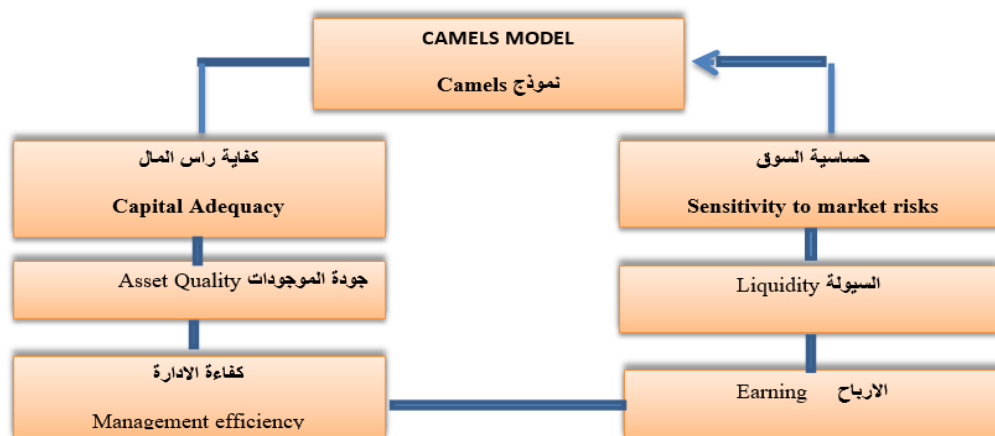 CAMELS MODEL
نموذج Camels
كفاية راس المال
Capital Adequacy
جودة الموجودات Asset Quality
كفاءة الادارة
Management efficiency
حساسية السوق
Sensitivity to market risks
السيولة Liquidity
الارباح Earning